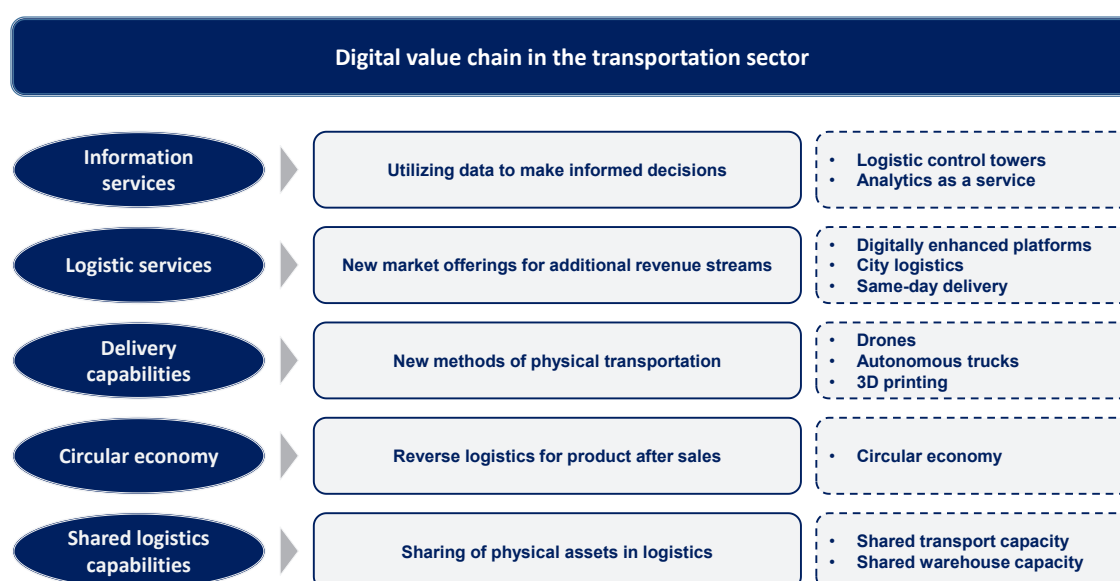 Digital value chain in the transportation sector
Information
services
Utilizing data to make informed decisions
• Logistic control towers
• Analytics as a service
Logistic services
New market offerings for additional revenue streams
• Digitally enhanced platforms
• City logistics
• Same-day delivery
Delivery
capabilities
New methods of physical transportation
• Drones
• Autonomous trucks
• 3D printing
Circular economy
Reverse logistics for product after sales
• Circular economy
Shared logistics
capabilities
Sharing of physical assets in logistics
• Shared transport capacity
• Shared warehouse capacity